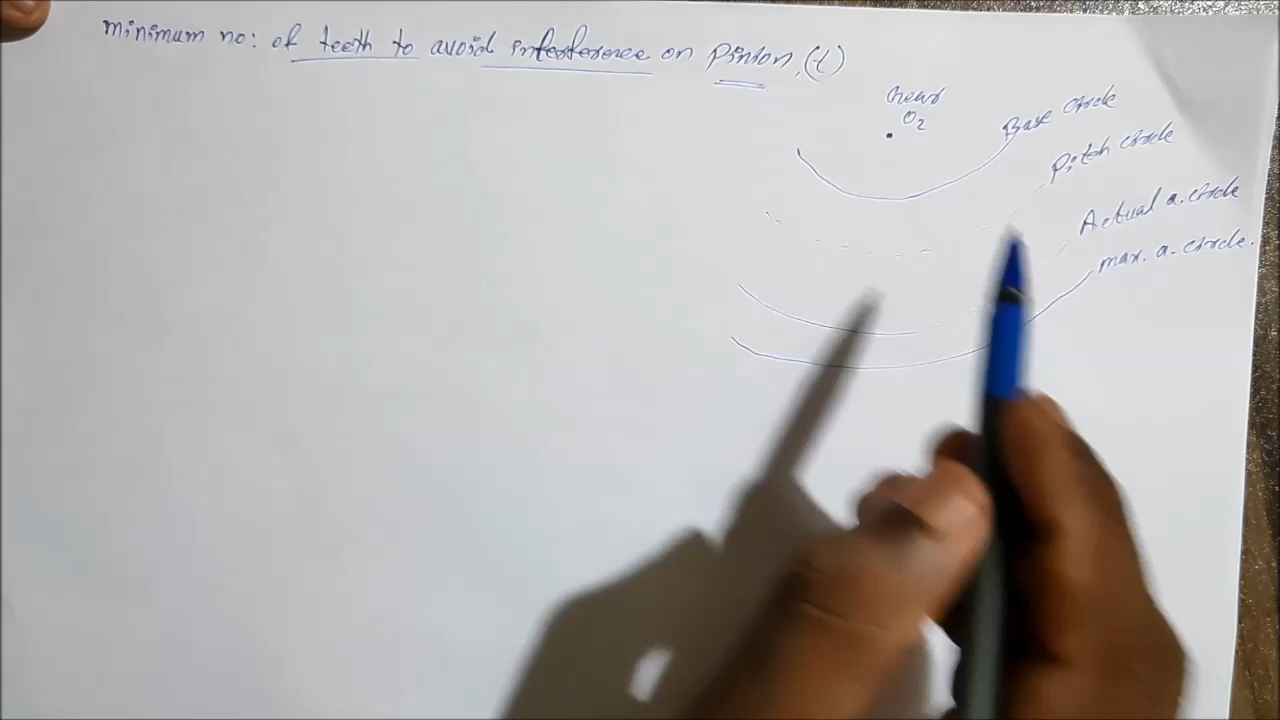 minimum no: of teeth to avoid interference on Pinion, (t)
Gear
O2
Base circle
Pitch circle
Actual a. circle
max. a. circle.